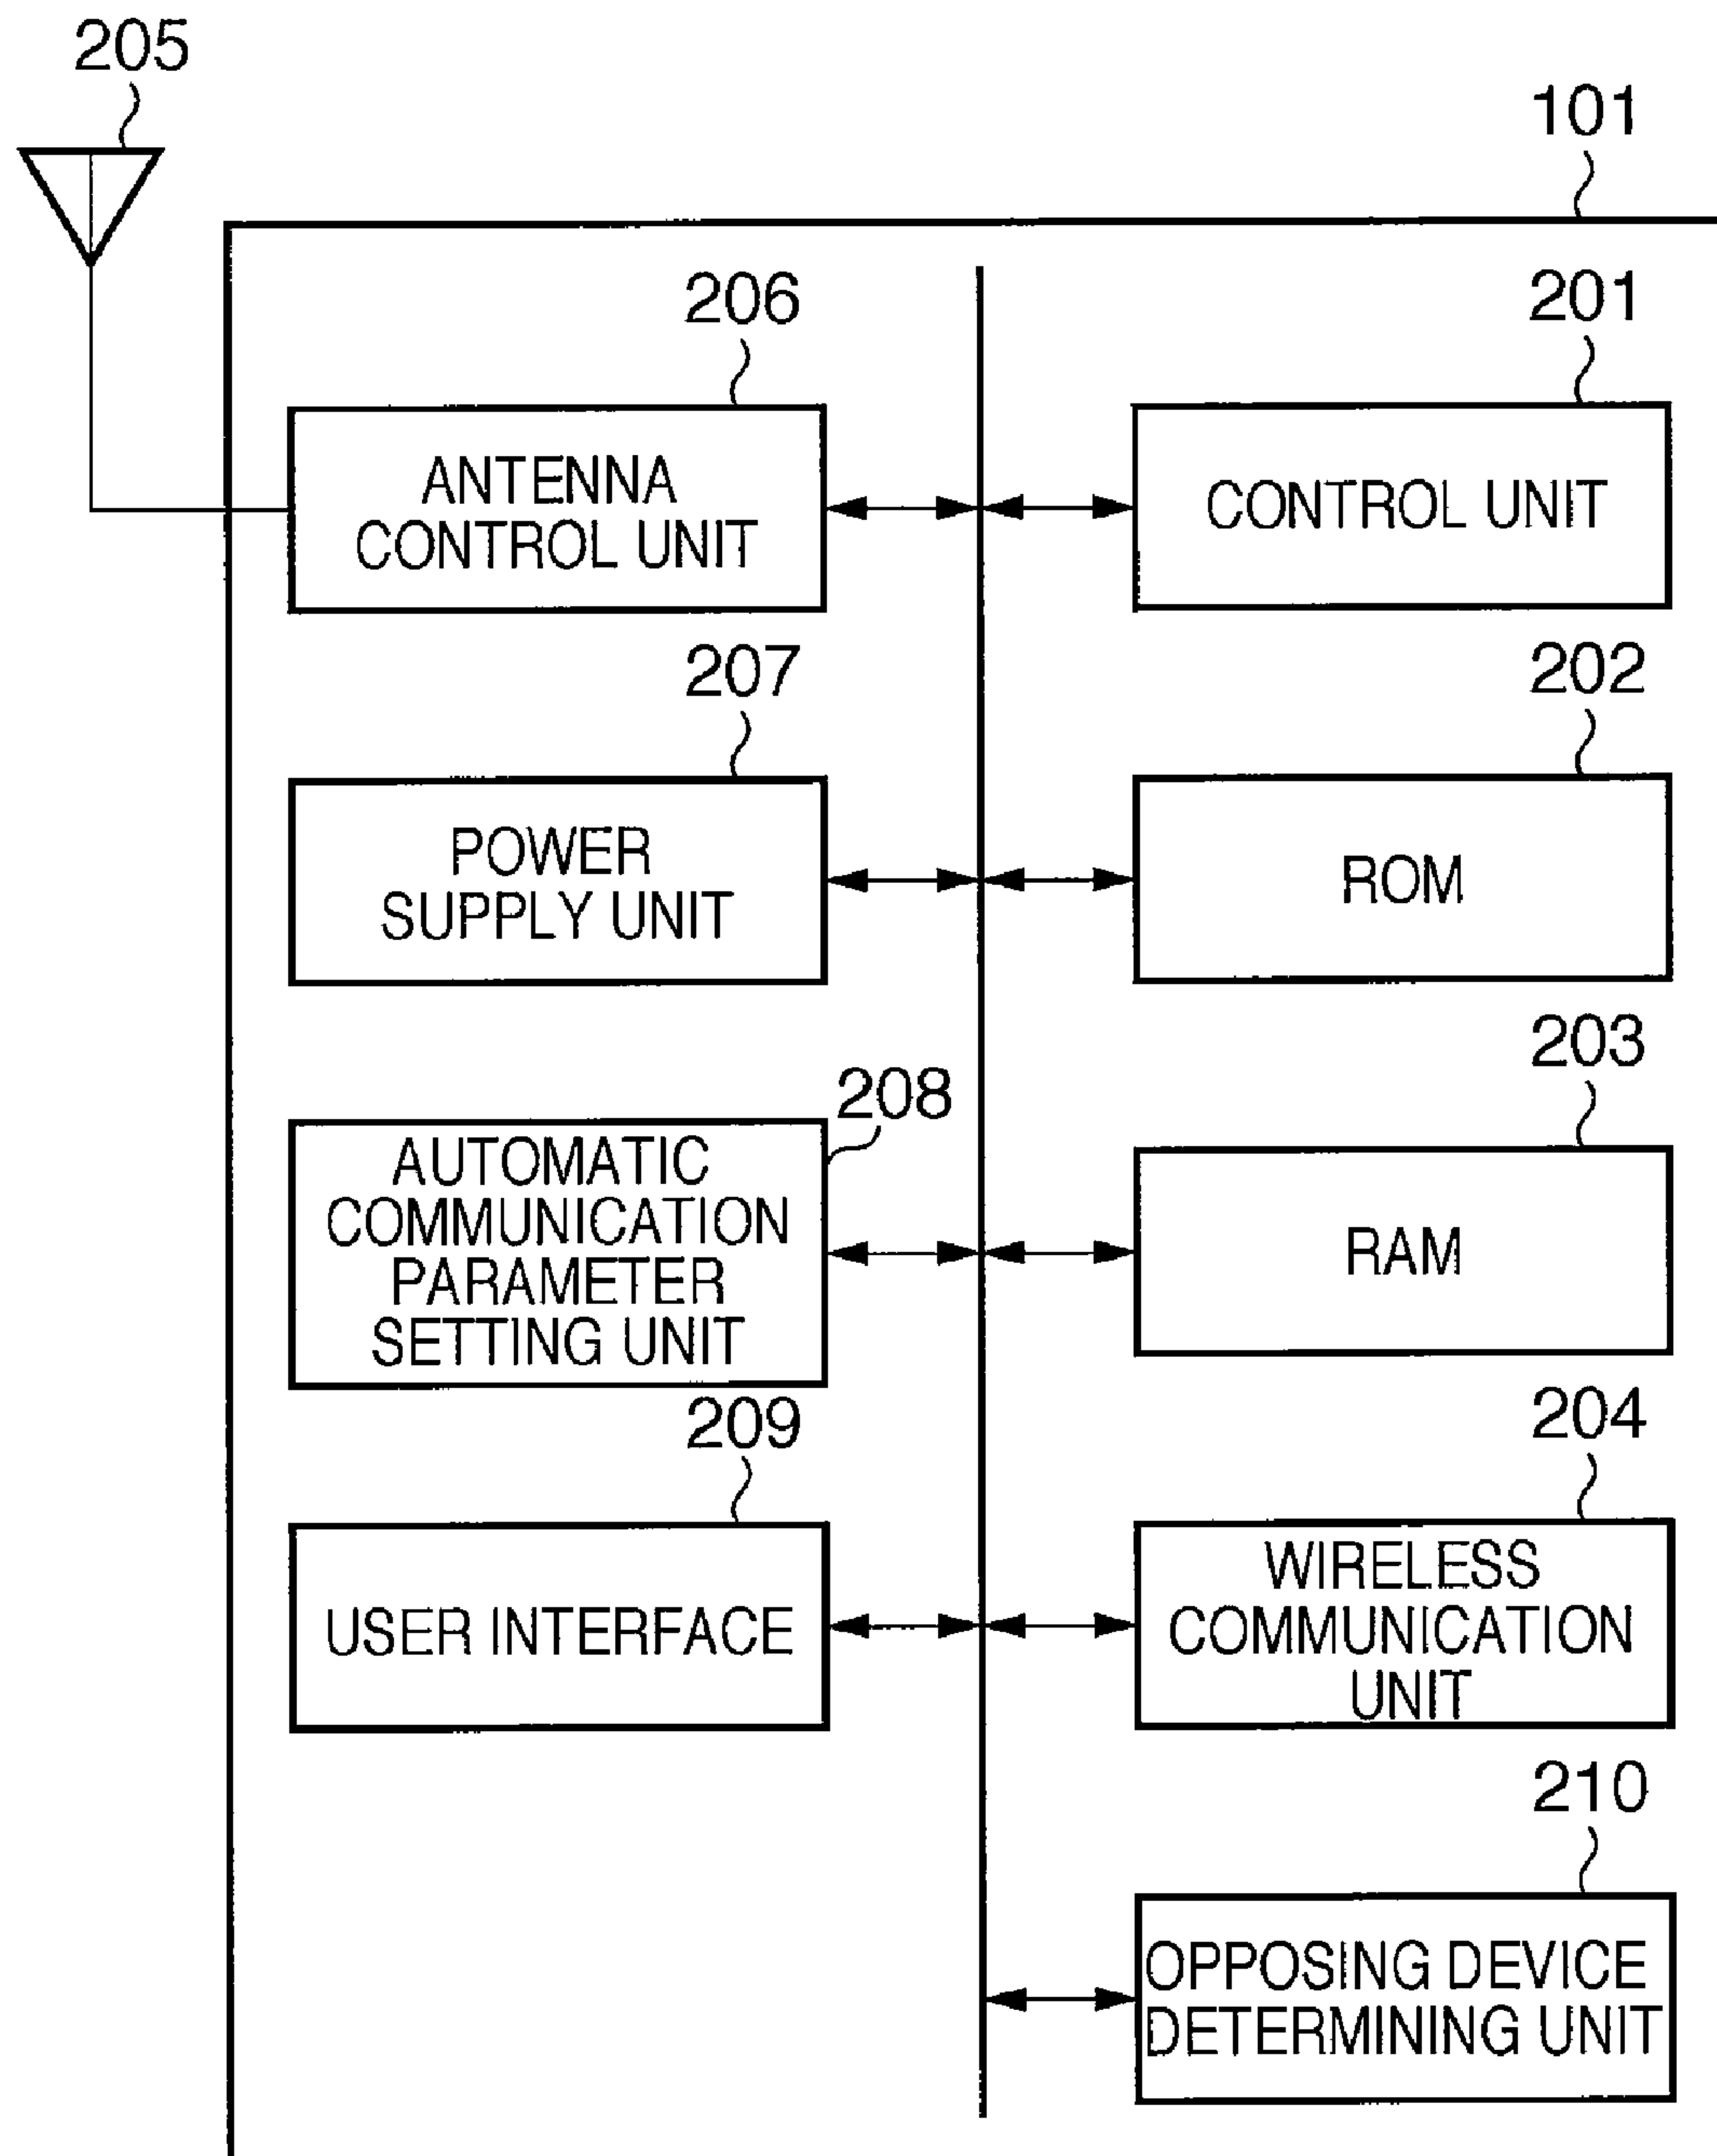 205
101
206
201
ANTENNA
CONTROL UNIT
CONTROL UNIT
207
202
POWER
SUPPLY UNIT
ROM
208
203
AUTOMATIC
COMMUNICATION
PARAMETER
SETTING UNIT
RAM
209
204
USER INTERFACE
WIRELESS
COMMUNICATION
UNIT
210
OPPOSING DEVICE
DETERMINING UNIT